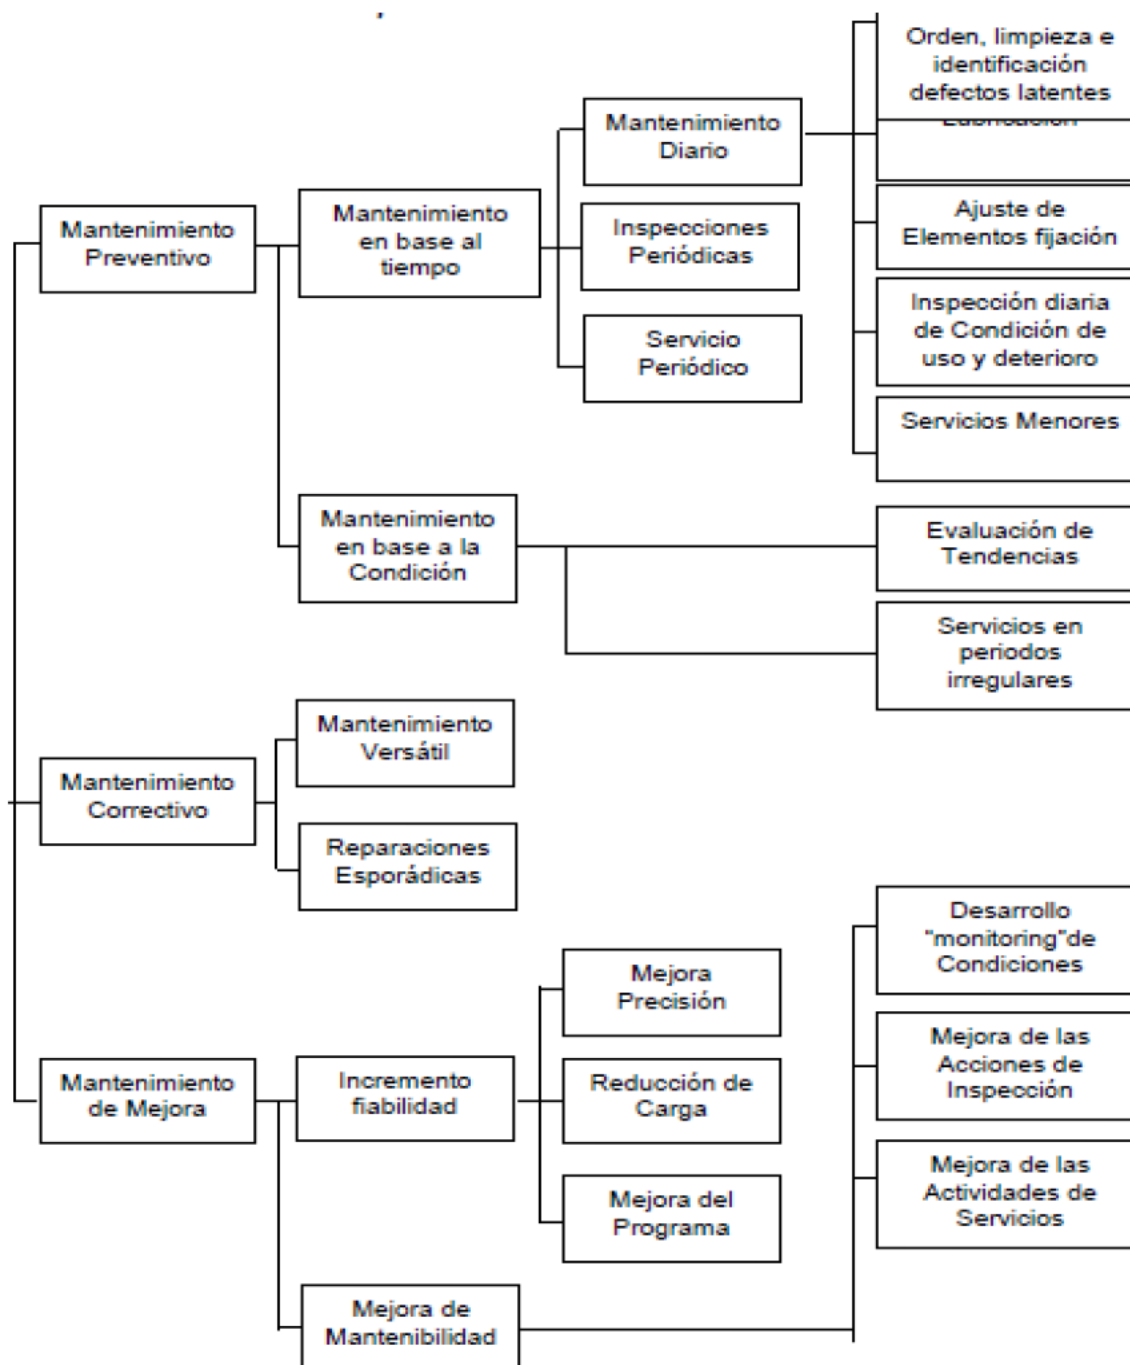 Orden, limpieza e
identificación
defectos latentes
Mantenimiento
Diario
Mantenimiento
Preventivo
Mantenimiento
en base al
tiempo
Inspecciones
Periódicas
Servicio
Periódico
Ajuste de
Elementos fijación
Inspección diaria
de Condición de
uso y deterioro
Servicios Menores
Mantenimiento
en base a la
Condición
Evaluación de
Tendencias
Servicios en
periodos
irregulares
Mantenimiento
Correctivo
Mantenimiento
Versátil
Reparaciones
Esporádicas
Mantenimiento
de Mejora
Incremento
fiabilidad
Mejora
Precisión
Reducción de
Carga
Mejora del
Programa
Mejora de
Mantenibilidad
Desarrollo
"monitoring"de
Condiciones
Mejora de las
Acciones de
Inspección
Mejora de las
Actividades de
Servicios